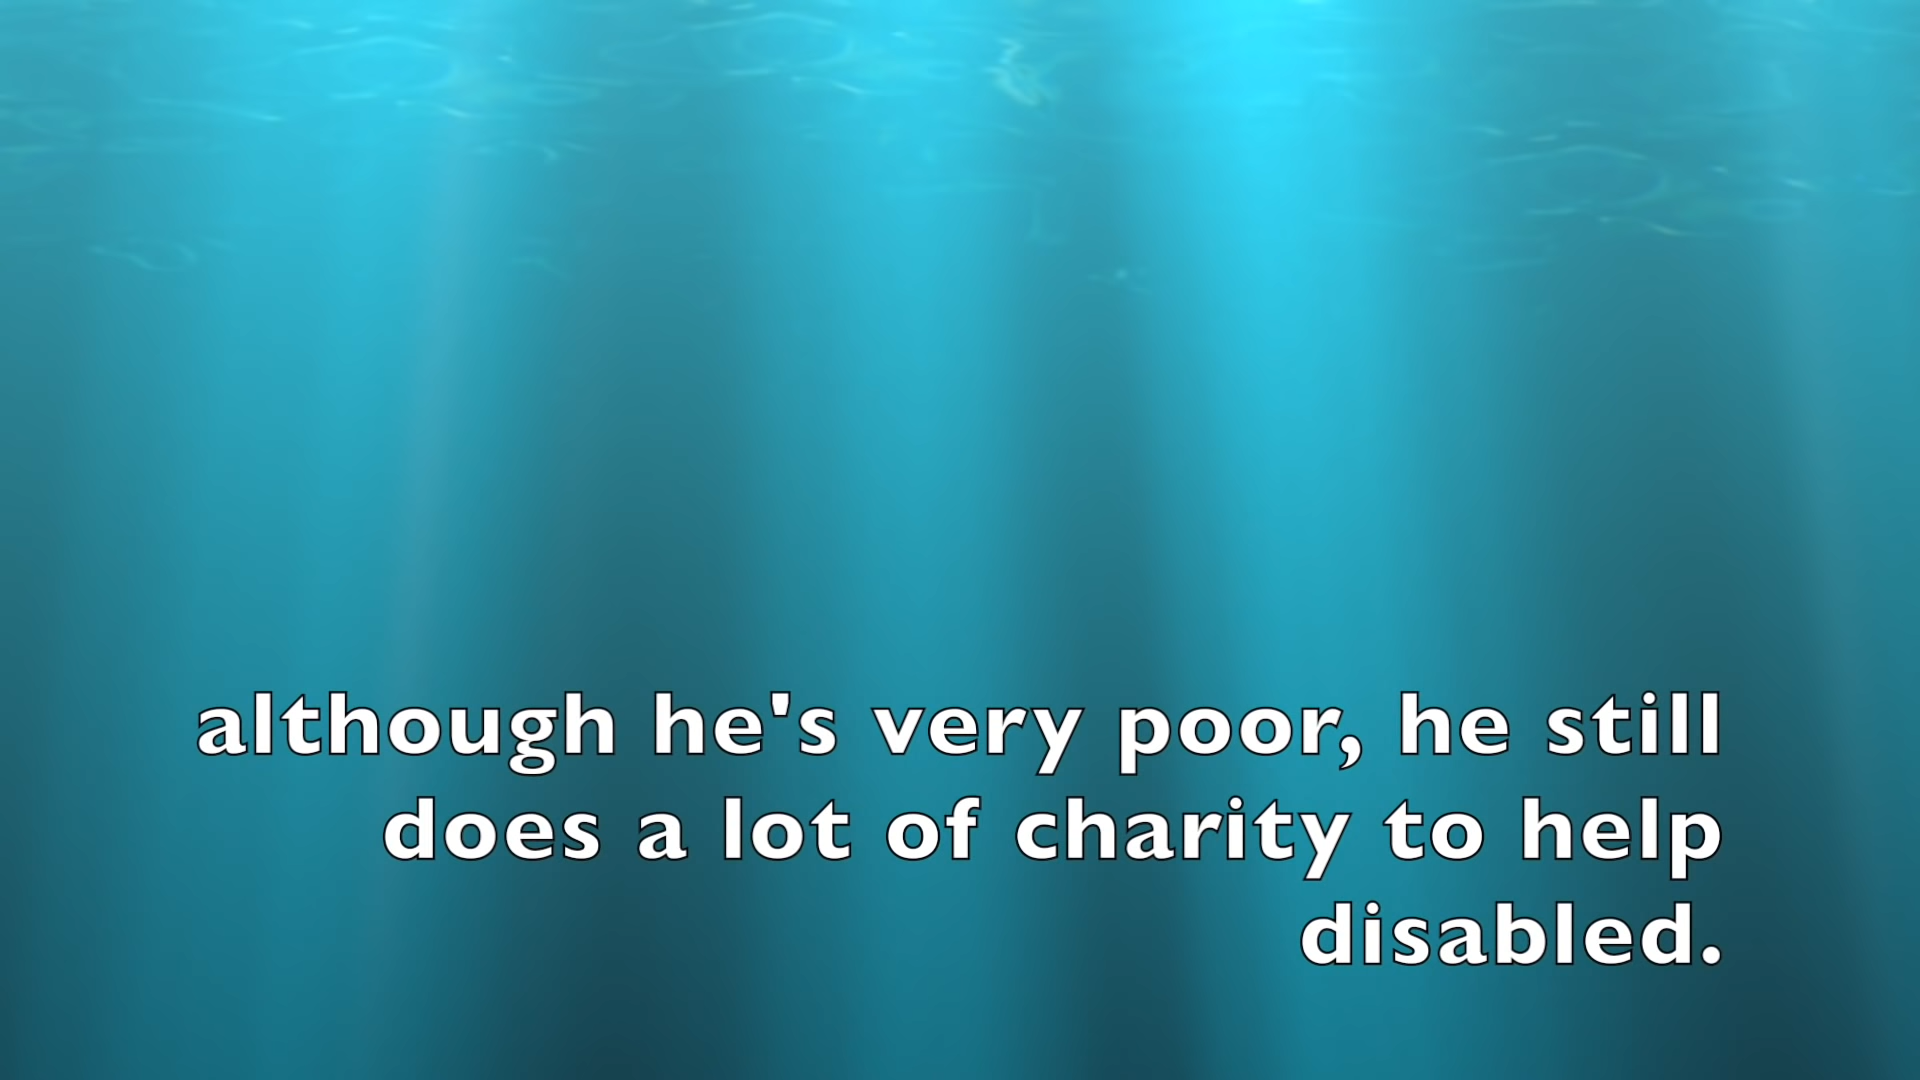 although he's very poor, he still
does a lot of charity to help
disabled.